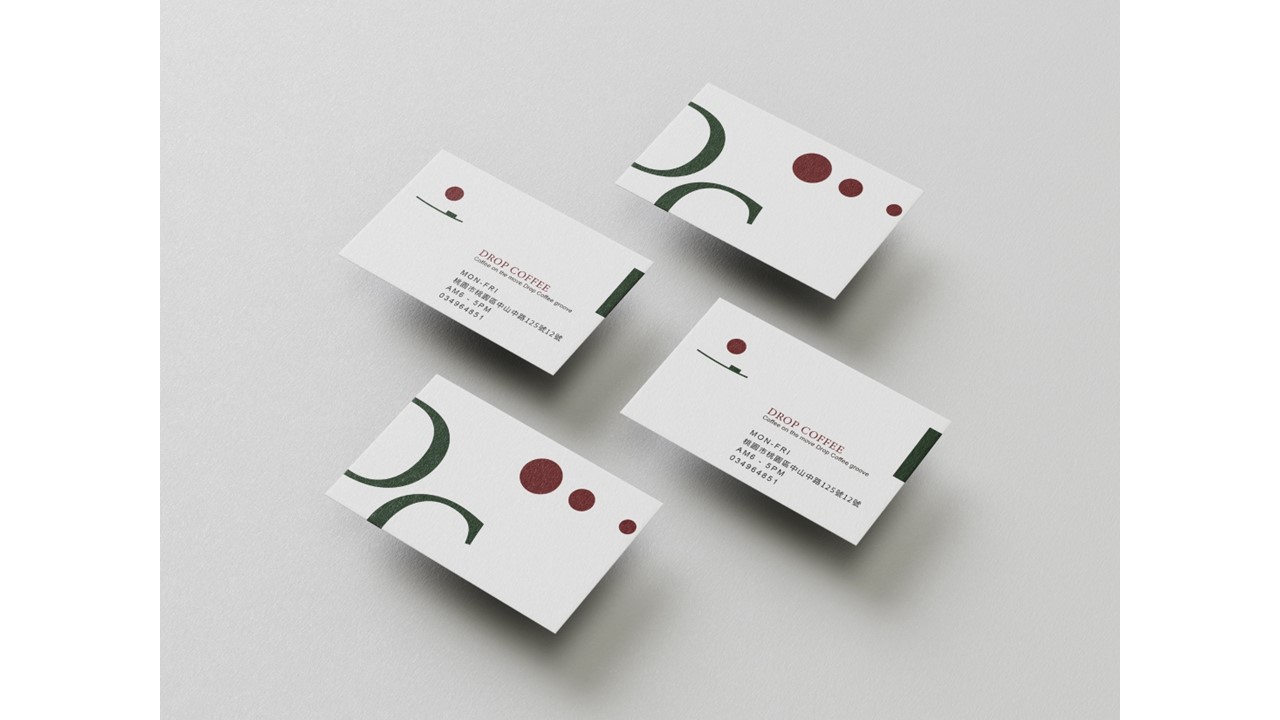 DC
DROP COFFEE
Coffee on the move Drop Coffee groove
MON-FRI
桃園市桃園區中山中路125號12號
AM6 - 5PM
034964851
DC
DROP COFFEE
Coffee on the move Drop Coffee groove
MON-FRI
桃園市桃園區中山中路125號12號
AM6 - 5PM
034964851